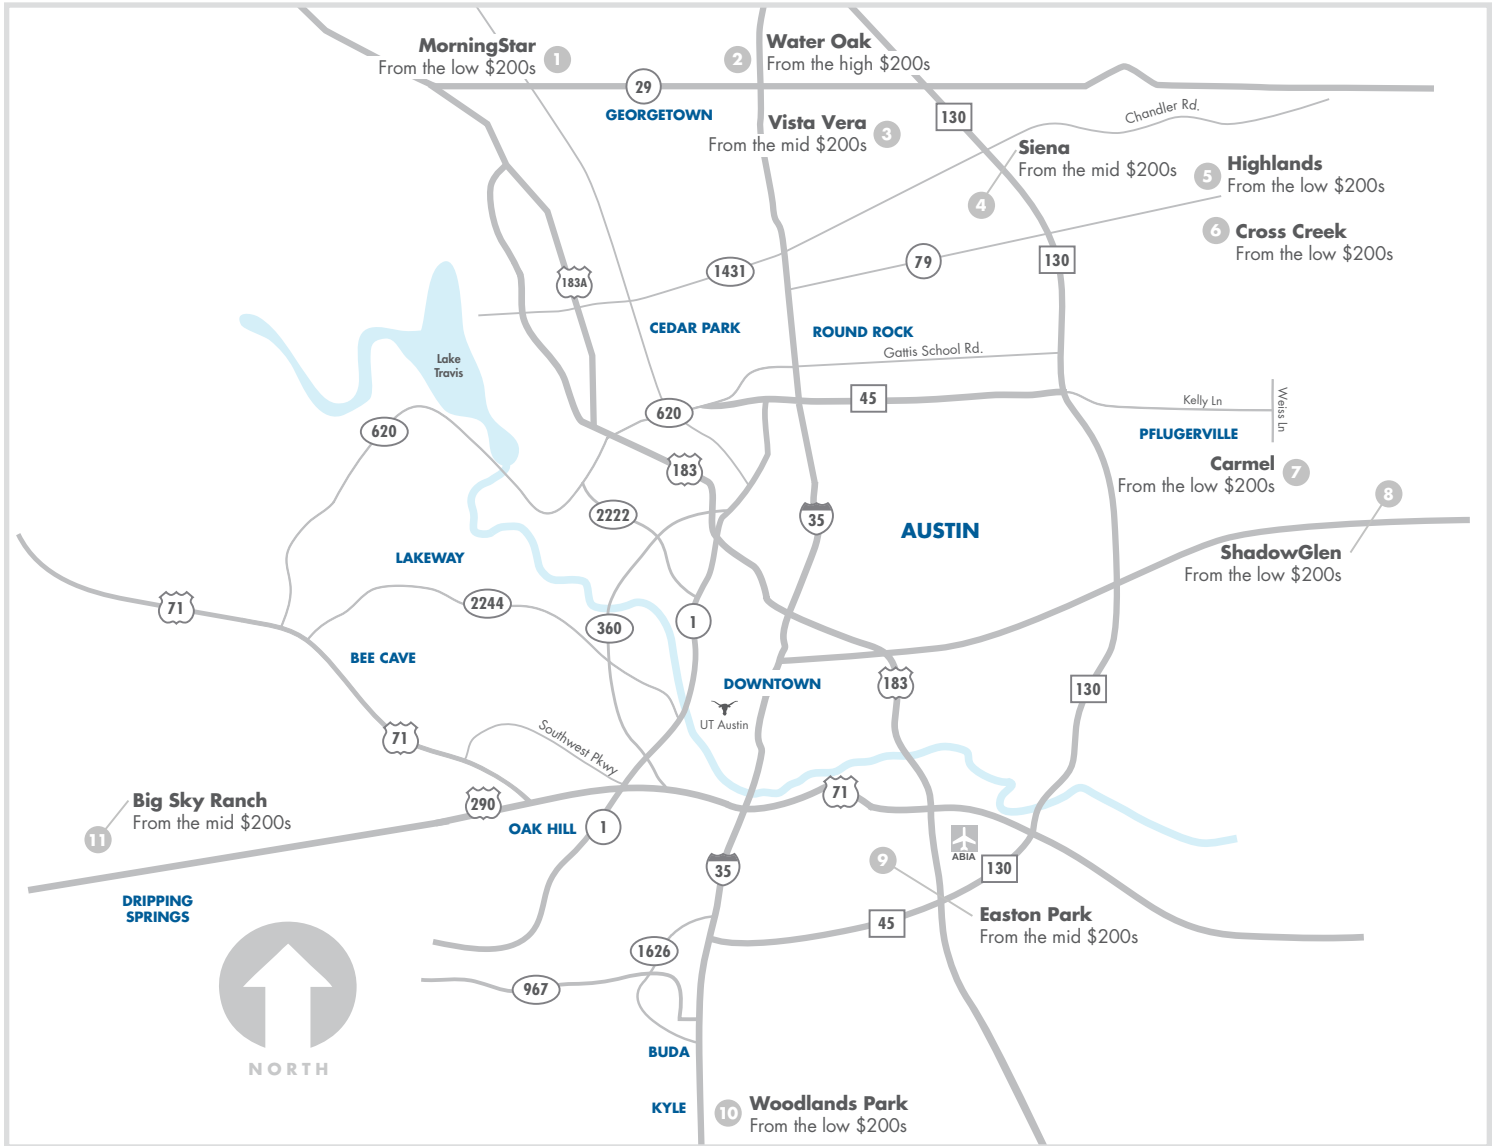 MorningStar
From the low $200s
1
2
Water Oak
From the high $200s
29
GEORGETOWN
130
Chandler Rd.
Vista Vera
From the mid $200s
3
Siena
From the mid $200s
4
5
Highlands
From the low $200s
6
Cross Creek
From the low $200s
183A
1431
79
130
CEDAR PARK
ROUND ROCK
Gattis School Rd.
Lake
Travis
620
620
45
Kelly Ln
Weiss Ln
PFLUGERVILLE
183
Carmel
From the low $200s
7
8
2222
35
AUSTIN
ShadowGlen
From the low $200s
LAKEWAY
71
2244
360
1
BEE CAVE
DOWNTOWN
183
130
UT Austin
71
Southwest Pkwy
71
290
Big Sky Ranch
From the mid $200s
11
OAK HILL
1
ABIA
130
35
9
DRIPPING
SPRINGS
Easton Park
From the mid $200s
45
1626
967
NORTH
BUDA
KYLE
10
Woodlands Park
From the low $200s